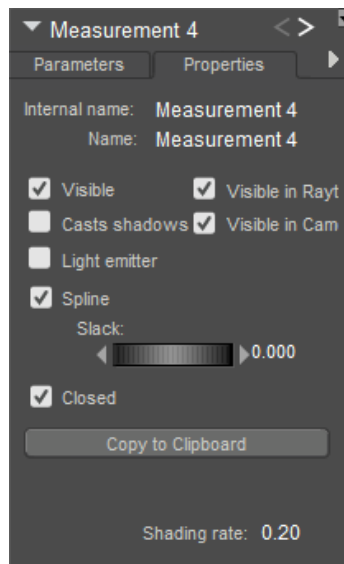 Measurement 4
Parameters Properties
Internal name: Measurement 4
Name: Measurement 4
Visible Visible in Rayt
Casts shadows Visible in Cam
Light emitter
Spline
Slack:
0.000
Closed
Copy to Clipboard
Shading rate: 0.20